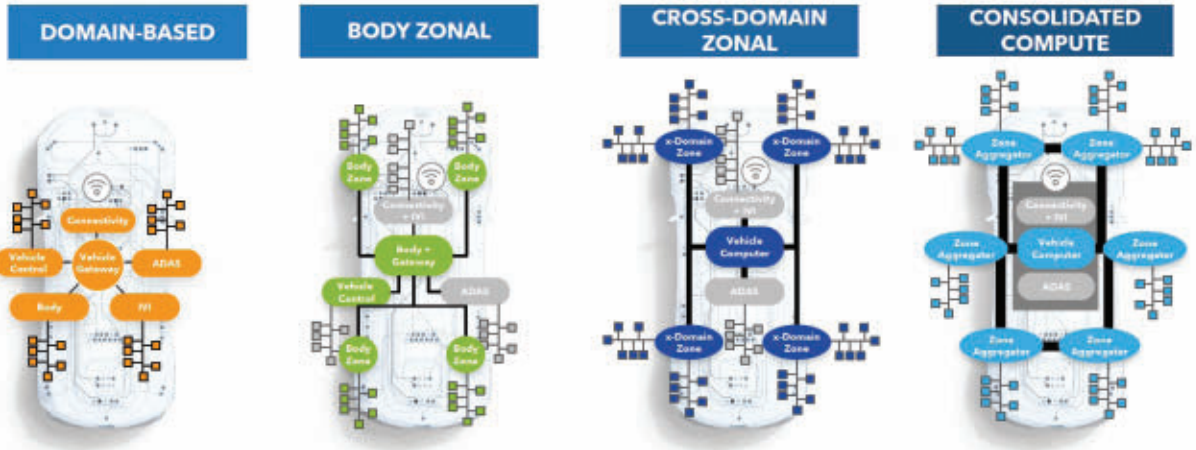 DOMAIN-BASED
BODY ZONAL
CROSS-DOMAIN
ZONAL
CONSOLIDATED
COMPUTE
Connectivity
Vehicle
Control
Vehicle
Gateway
ADAS
Body
IVI
Body
Zone
Body
Zone
Connectivity
+ IVI
Body +
Gateway
Vehicle
Control
ADAS
Body
Zone
Body
Zone
x-Domain
Zone
x-Domain
Zone
Connectivity
+ IVI
Vehicle
Computer
ADAS
x-Domain
Zone
x-Domain
Zone
Zone
Aggregator
Zone
Aggregator
Connectivity
+ IVI
Zone
Aggregator
Vehicle
Computer
Zone
Aggregator
ADAS
Zone
Aggregator
Zone
Aggregator